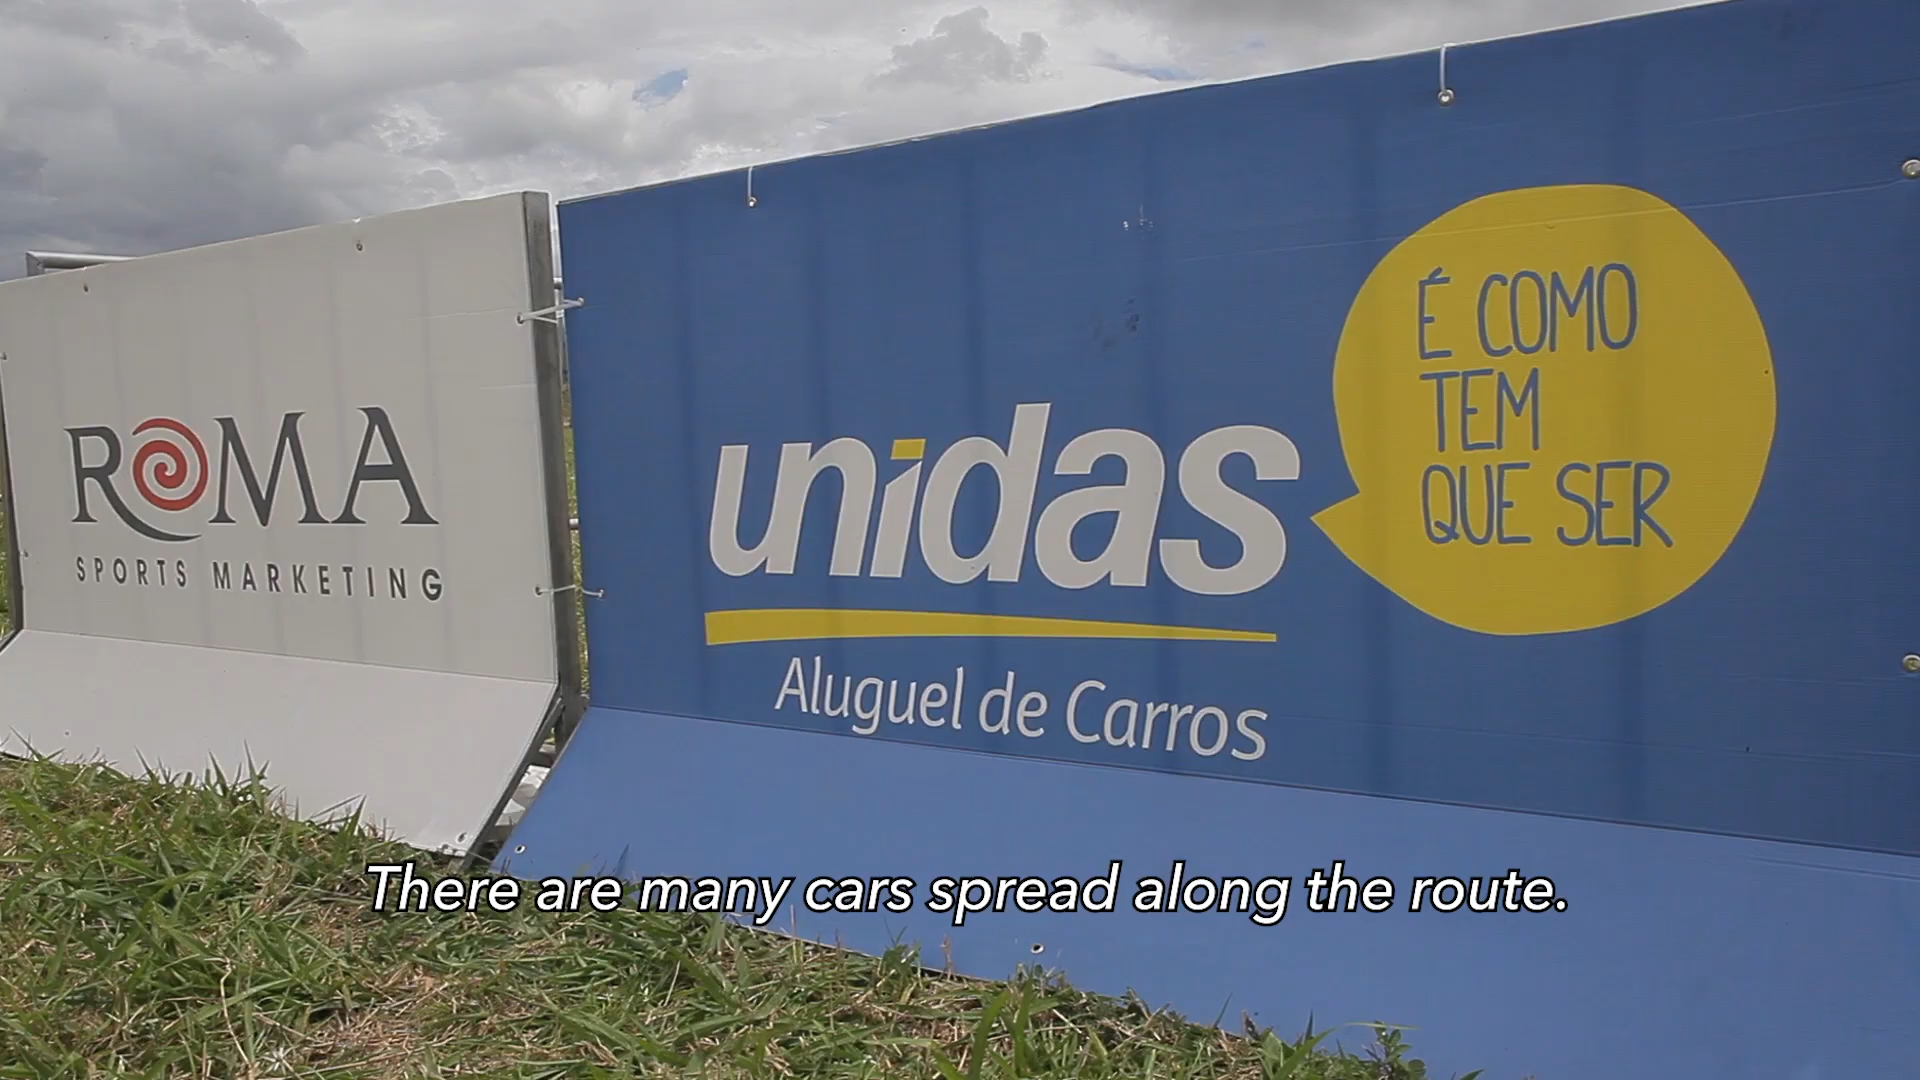 ROMA
SPORTS MARKETING
unidas
Aluguel de Carros
É COMO
TEM
QUE SER
There are many cars spread along the route.